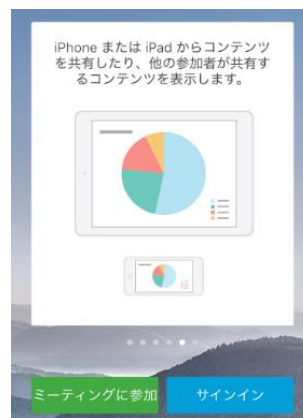 iPhone または iPad からコンテンツ
を共有したり、他の参加者が共有す
るコンテンツを表示します。
ミーティングに参加
サインイン